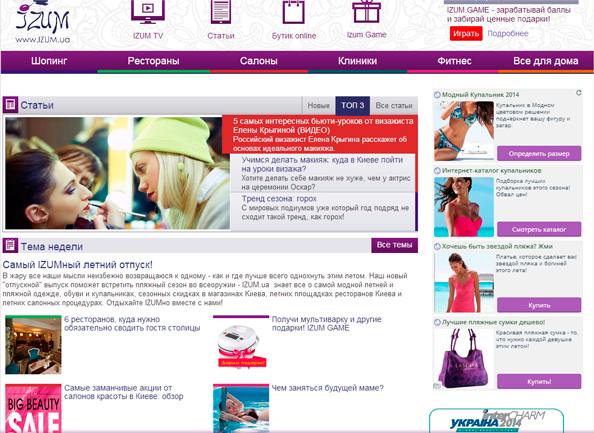 IZUM
www.IZUM.ua
IZUM TV
Статьи
Бутик online
Izum Game
IZUM.GAME - зарабатывай баллы
и забирай ценные подарки!
Играть Подробнее
Шопинг Рестораны Салоны Клиники Фитнес Все для дома
Статьи
Новые ТОП 3 Все статьи
5 самых интересных бьюти-уроков от визажиста
Елены Крыгиной (ВИДЕО)
Российский визажист Елена Крыгина расскажет об
основах идеального макияжа.
Учимся делать макияж: куда в Киеве пойти
на уроки визажа?
Хотите делать себе макияж не хуже, чем у актрис
на церемонии Оскар?
Тренд сезона: горох
С мировых подиумов уже который год подряд не
сходит такой тренд, как горох!
Тема недели
Все темы
Самый IZUMный летний отпуск!
В жару все наши мысли неизбежно возвращаются к одному - как и где лучше всего отдохнуть этим летом. Наш новый
"отпускной" выпуск поможет встретить пляжный сезон во всеоружии - IZUM.ua знает все о самой модной летней и
пляжной одежде, обуви и купальниках, сезонных скидках в магазинах Киева, летних площадках ресторанов Киева и
летних салонных процедурах. Отдыхайте IZUMно вместе с нами!
6 ресторанов, куда нужно
обязательно сводить гостя столицы
Получи мультиварку и другие
подарки! IZUM GAME
Дарим подарки!
BIG BEAUTY
SALE
Самые заманчивые акции от
салонов красоты в Киеве: обзор
Чем заняться будущей маме?
Модный Купальник 2014
Купальник в Модном
цветовом решении
подчеркнет вашу фигуру и
загар.
Определить размер
Интернет-каталог купальников
Подборка лучших
купальников этого сезона!
Обвал цен!
Смотреть каталог
Хочешь быть звездой пляжа? Жми
Платье, которое сделает вас
звездой пляжа и богиней
этого лета!
Купить
Лучшие пляжные сумки дешево!
Красивая пляжная сумка - то,
что нужно каждой девушке
этим летом!
Купить!
interCHARM
УКРАЇНА 2014